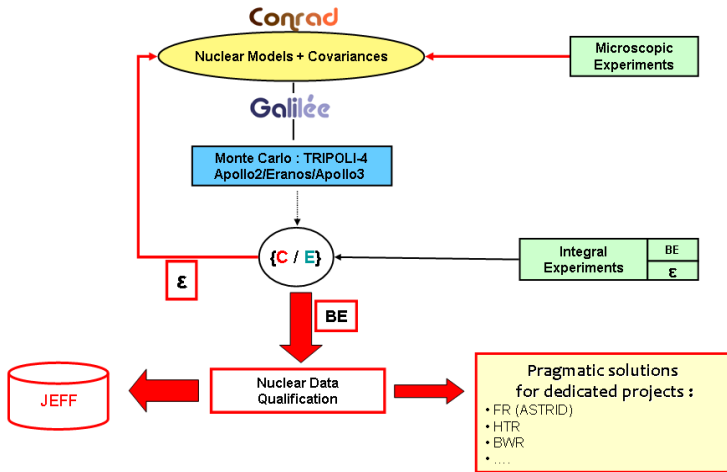 Conrad
Nuclear Models + Covariances
Microscopic
Experiments
Galilée
Monte Carlo : TRIPOLI-4
Apollo2/Eranos/Apollo3
{C / E}
Integral
Experiments
BE
ε
ε
BE
JEFF
Nuclear Data
Qualification
Pragmatic solutions
for dedicated projects :
• FR (ASTRID)
• HTR
• BWR
• ....